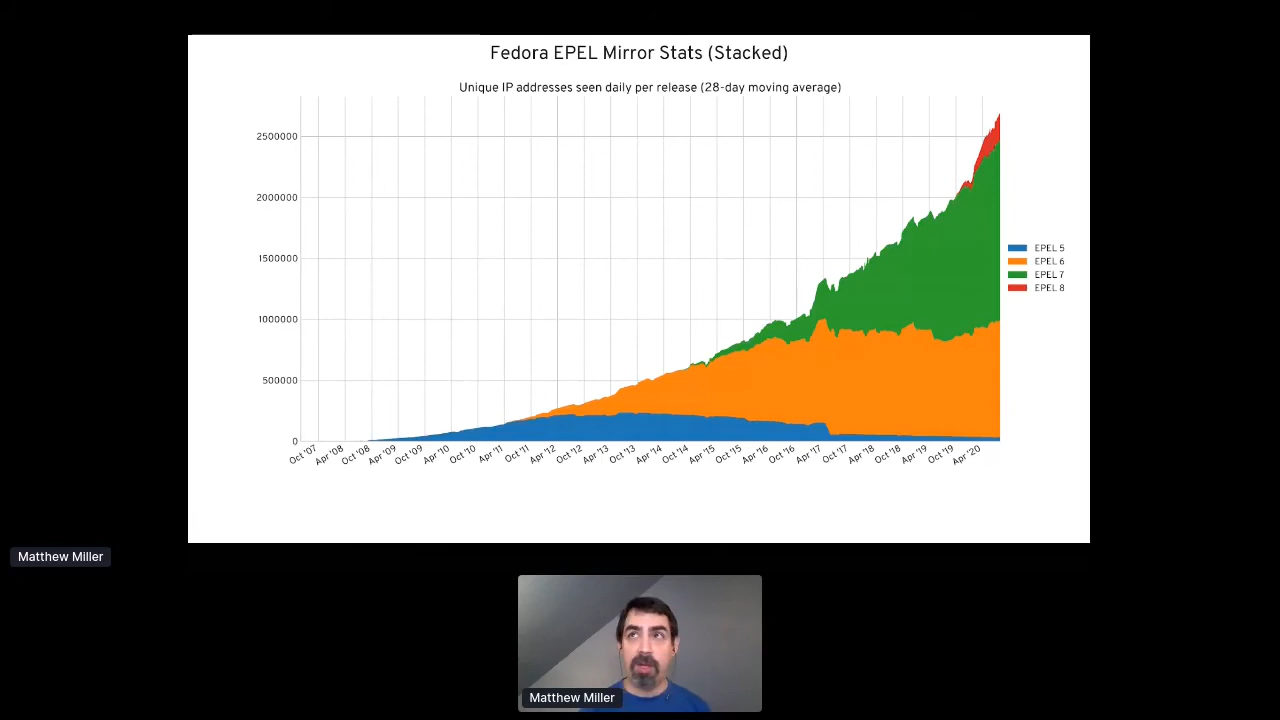 Fedora EPEL Mirror Stats (Stacked)
Unique IP addresses seen daily per release (28-day moving average)
2500000
2000000
1500000
1000000
500000
0
Oct '07
Apr '08
Oct '08
Apr '09
Oct '09
Apr '10
Oct '10
Apr '11
Oct '11
Apr '12
Oct '12
Apr '13
Oct '13
Apr '14
Oct '14
Apr '15
Oct '15
Apr '16
Oct '16
Apr '17
Oct '17
Apr '18
Oct '18
Apr '19
Oct '19
Apr '20
EPEL 5
EPEL 6
EPEL 7
EPEL 8
Matthew Miller
Matthew Miller